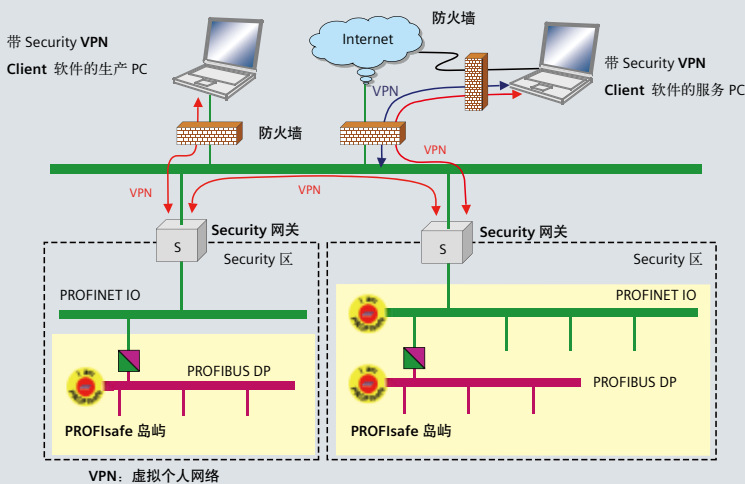 带 Security VPN
Client 软件的生产 PC
Internet
防火墙
带 Security VPN
Client 软件的服务 PC
VPN
防火墙
VPN
VPN
VPN
Security 网关
S
Security 区
Security 网关
S
Security 区
PROFINET IO
PROFINET IO
PROFIBUS DP
PROFIBUS DP
PROFIsafe 岛屿
PROFIsafe 岛屿
VPN：虚拟个人网络